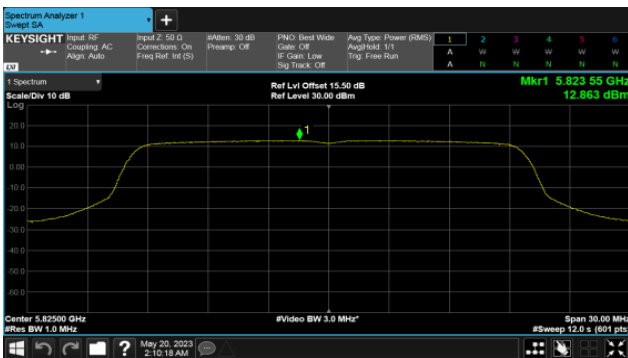 Spectrum Analyzer 1
Swept SA
+
KEYSIGHT Input: RF Input Z: 50 Ω #Atten: 30 dB PNO: Best Wide Avg Type: Power (RMS) 1 2 3 4 5 6
Coupling: AC Corrections: On Preamp: Off Gate: Off Avg|Hold: 1/1 A W W W W W
Align: Auto Freq Ref: Int (S) IF Gain: Low Trig: Free Run
Sig Track: Off A N N N N N
LXI
1 Spectrum Ref Lvl Offset 15.50 dB Mkr1 5.823 55 GHz
Scale/Div 10 dB Ref Level 30.00 dBm 12.863 dBm
Log
20.0
1
10.0
0.00
-10.0
-20.0
-30.0
-40.0
-50.0
-60.0
Center 5.82500 GHz #Video BW 3.0 MHz* Span 30.00 MHz
#Res BW 1.0 MHz #Sweep 12.0 s (601 pts)
? May 20, 2023
2:10:18 AM